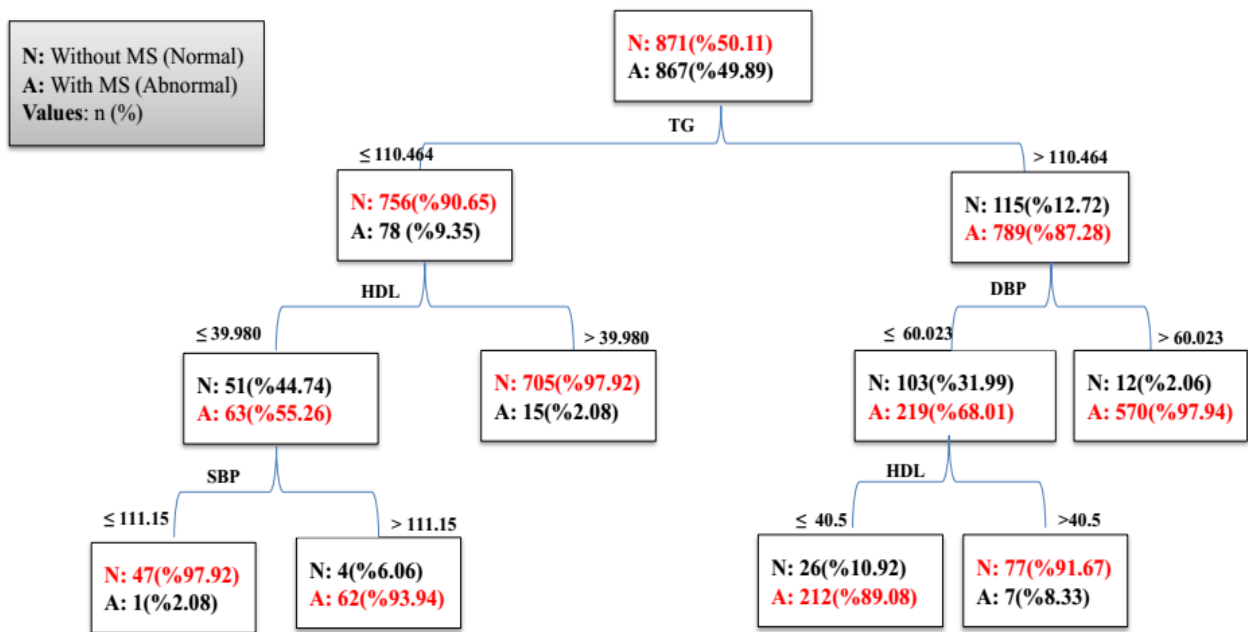 N: Without MS (Normal)
A: With MS (Abnormal)
Values: n (%)
N: 871(%50.11)
A: 867(%49.89)
TG
≤ 110.464
> 110.464
N: 756(%90.65)
A: 78 (%9.35)
N: 115(%12.72)
A: 789(%87.28)
HDL
DBP
≤ 39.980
> 39.980
≤ 60.023
> 60.023
N: 51(%44.74)
A: 63(%55.26)
N: 705(%97.92)
A: 15(%2.08)
N: 103(%31.99)
A: 219(%68.01)
N: 12(%2.06)
A: 570(%97.94)
SBP
HDL
≤ 111.15
> 111.15
≤ 40.5
>40.5
N: 47(%97.92)
A: 1(%2.08)
N: 4(%6.06)
A: 62(%93.94)
N: 26(%10.92)
A: 212(%89.08)
N: 77(%91.67)
A: 7(%8.33)